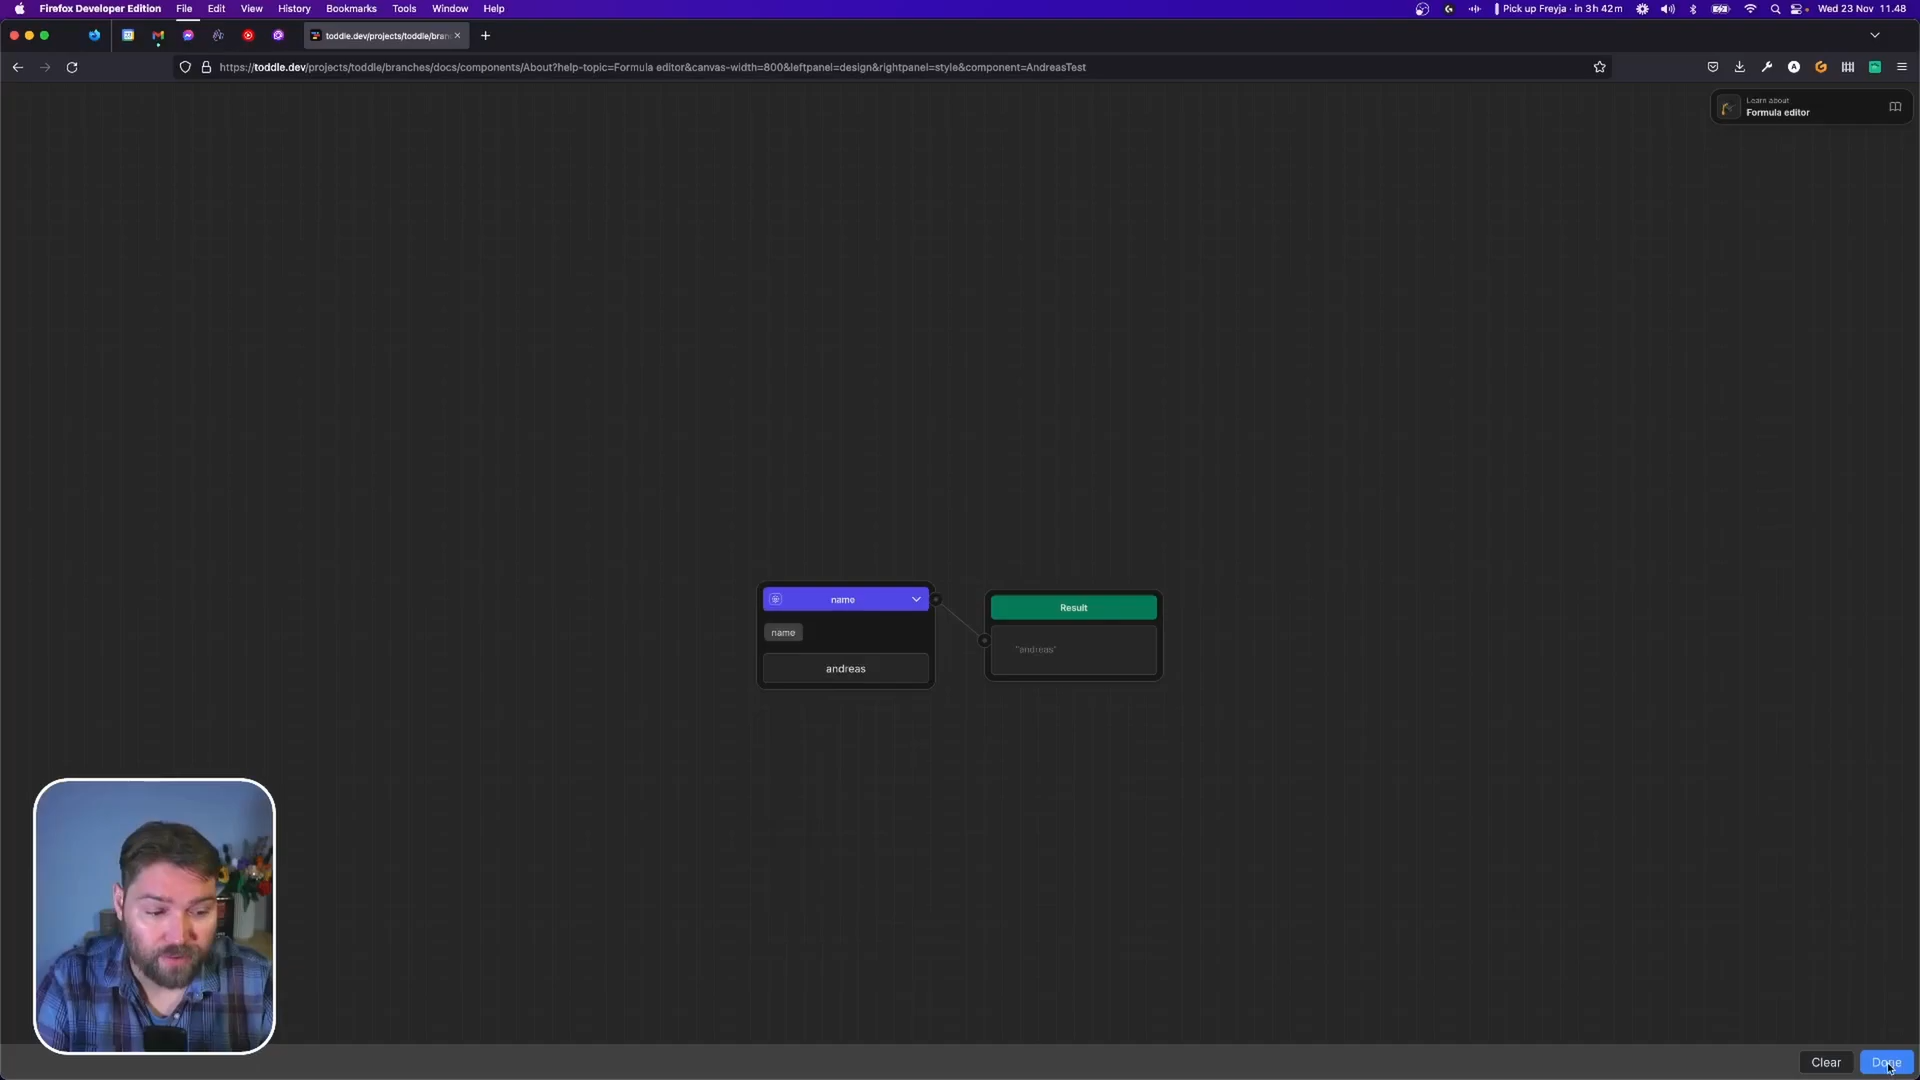 Firefox Developer Edition File Edit View History Bookmarks Tools Window Help Pick up Freyja · in 3h 42m Wed 23 Nov 11.48
toddle.dev/projects/toddle/bran
https://toddle.dev/projects/toddle/branches/docs/components/About?help-topic=Formula editor&canvas-width=800&leftpanel=design&rightpanel=style&component=AndreasTest
Learn about
Formula editor
name
name
andreas
Result
"andreas"
Clear Done